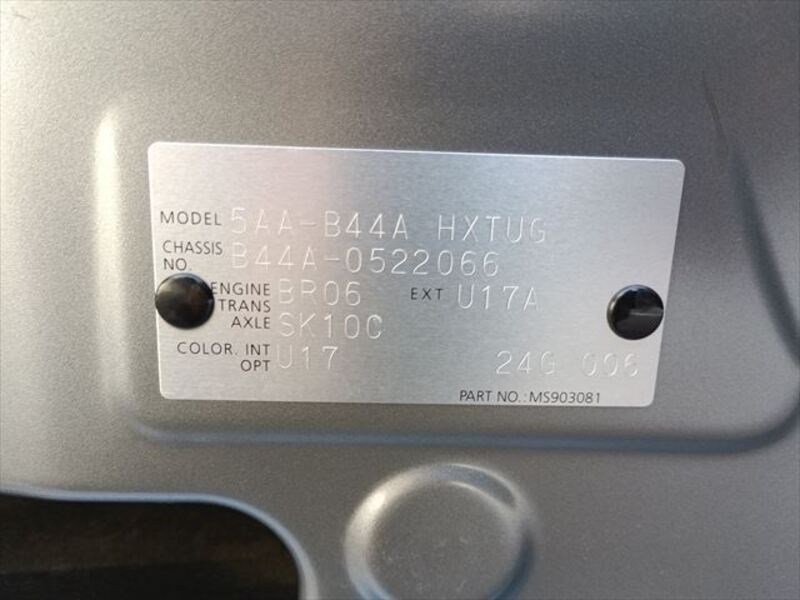 MODEL 5AA-B44A HXTUG
CHASSIS NO. B44A-0522066
ENGINE BR06 EXT U17A
TRANS AXLE SK10C
COLOR. INT OPT U17 24G 006
PART NO.: MS903081